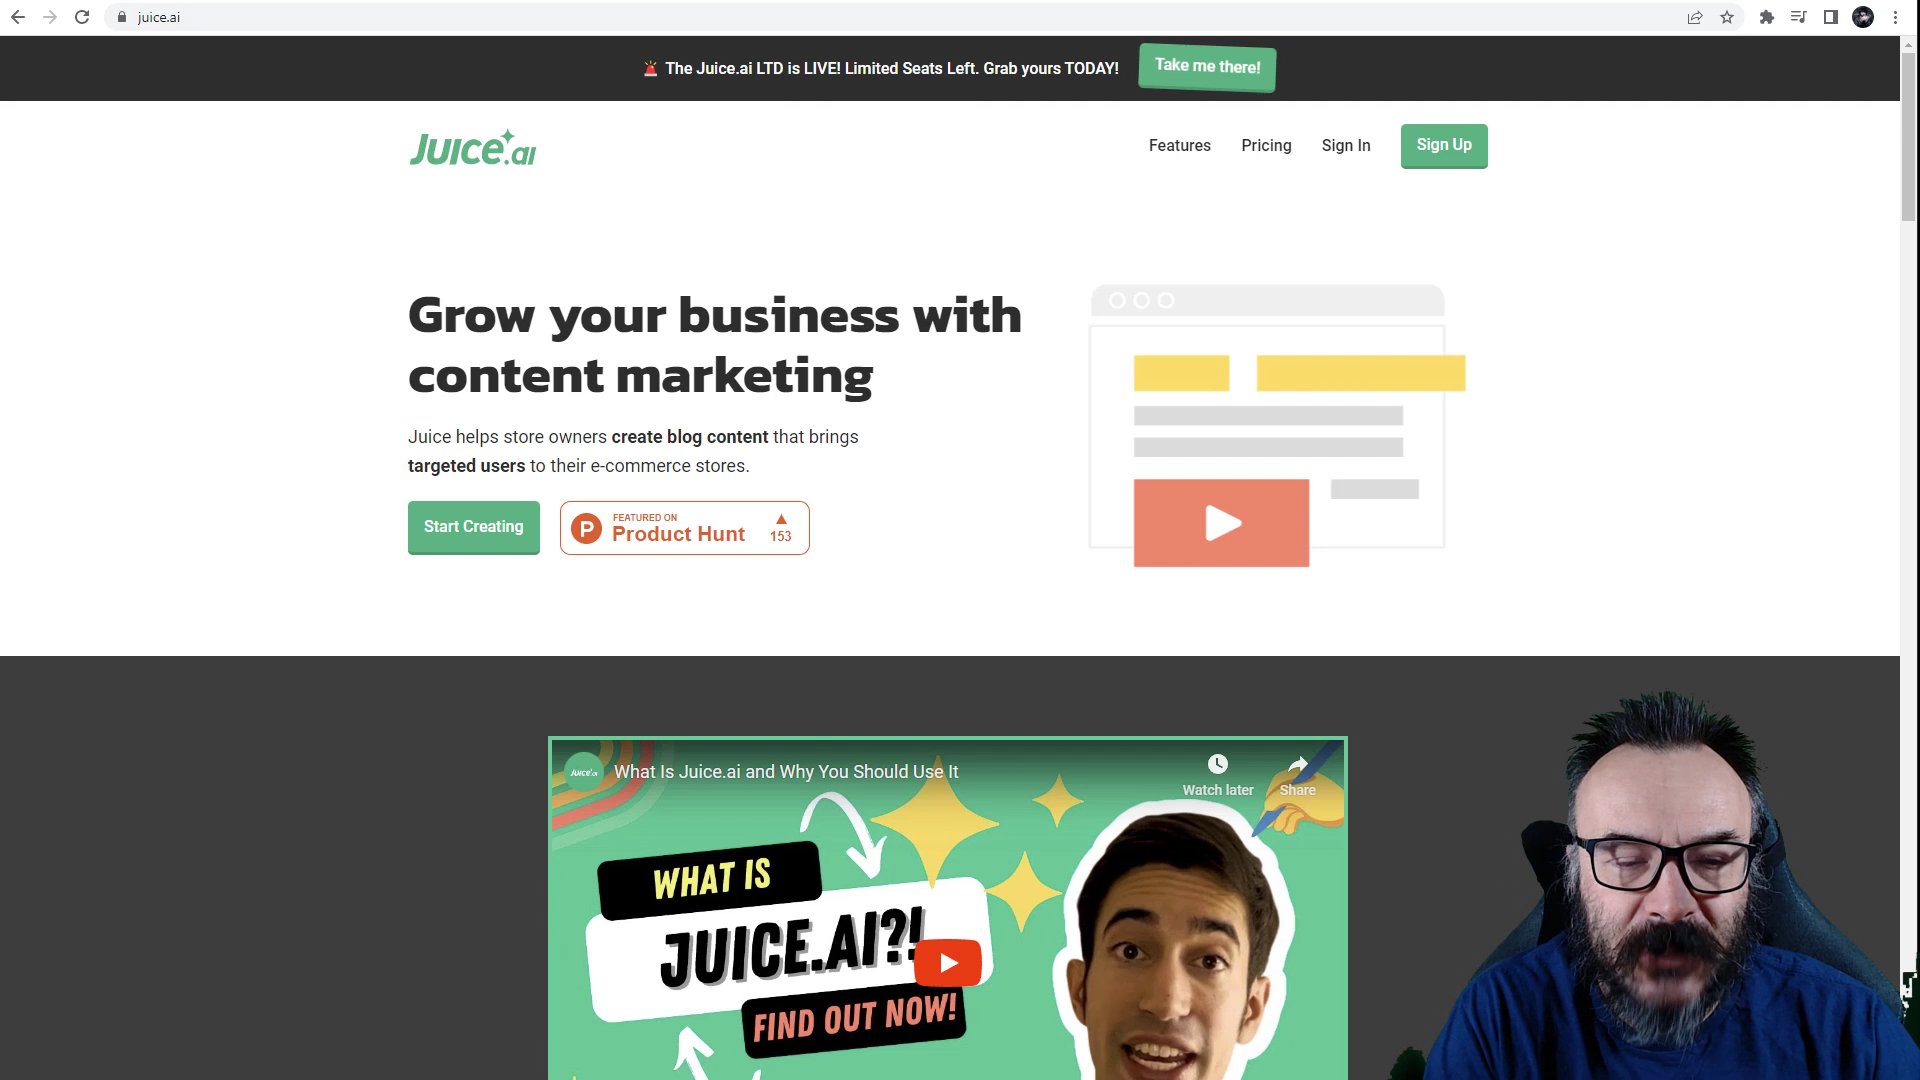 juice.ai
🚨 The Juice.ai LTD is LIVE! Limited Seats Left. Grab yours TODAY!
Take me there!
Juice.ai
Features
Pricing
Sign In
Sign Up
Grow your business with
content marketing
Juice helps store owners create blog content that brings
targeted users to their e-commerce stores.
Start Creating
P
FEATURED ON
Product Hunt
153
Juice.ai
What Is Juice.ai and Why You Should Use It
Watch later
Share
WHAT IS
JUICE.AI?!
FIND OUT NOW!